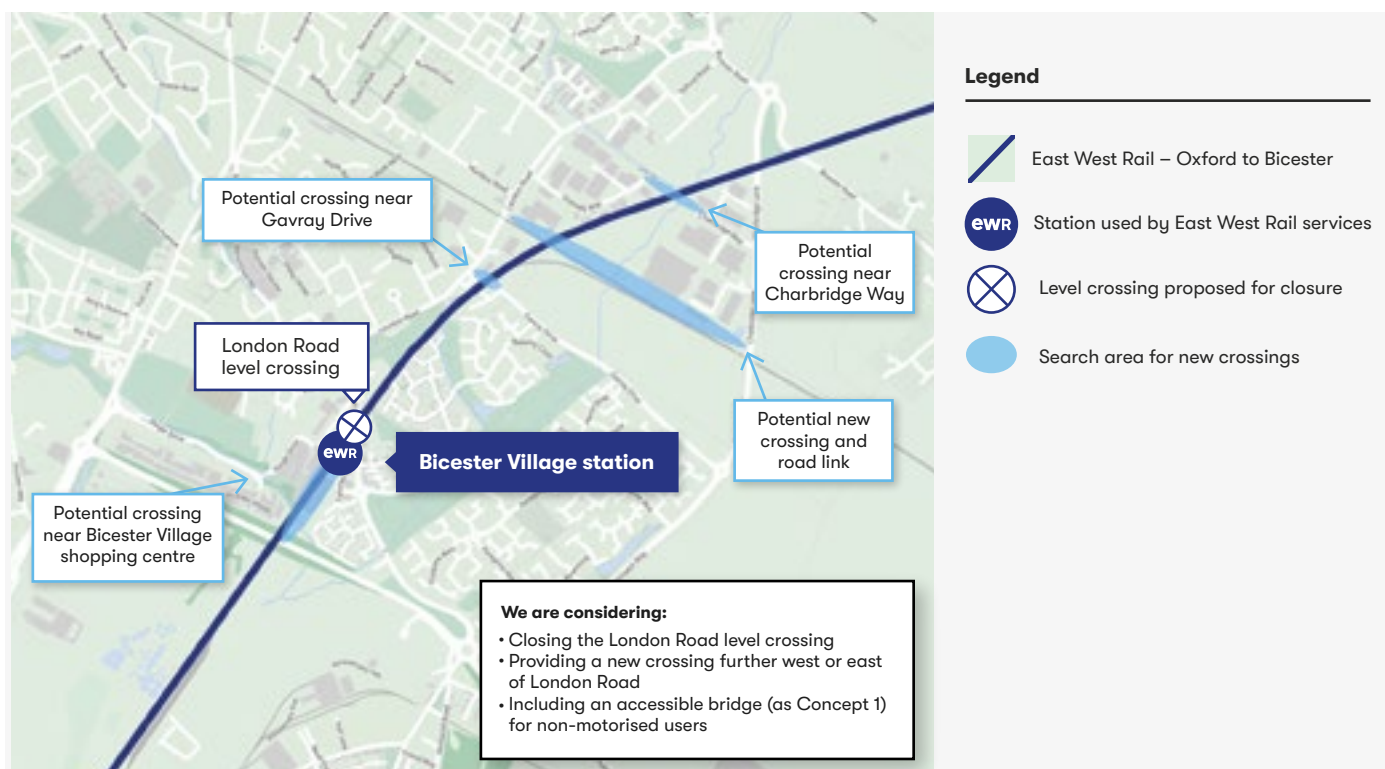 Potential crossing near
Gavray Drive
London Road
level crossing
ewR
Bicester Village station
Potential crossing
near Bicester Village
shopping centre
Potential
crossing near
Charbridge Way
Potential new
crossing and
road link
We are considering:
• Closing the London Road level crossing
• Providing a new crossing further west or east
of London Road
• Including an accessible bridge (as Concept 1)
for non-motorised users
Legend
East West Rail – Oxford to Bicester
ewR
Station used by East West Rail services
Level crossing proposed for closure
Search area for new crossings